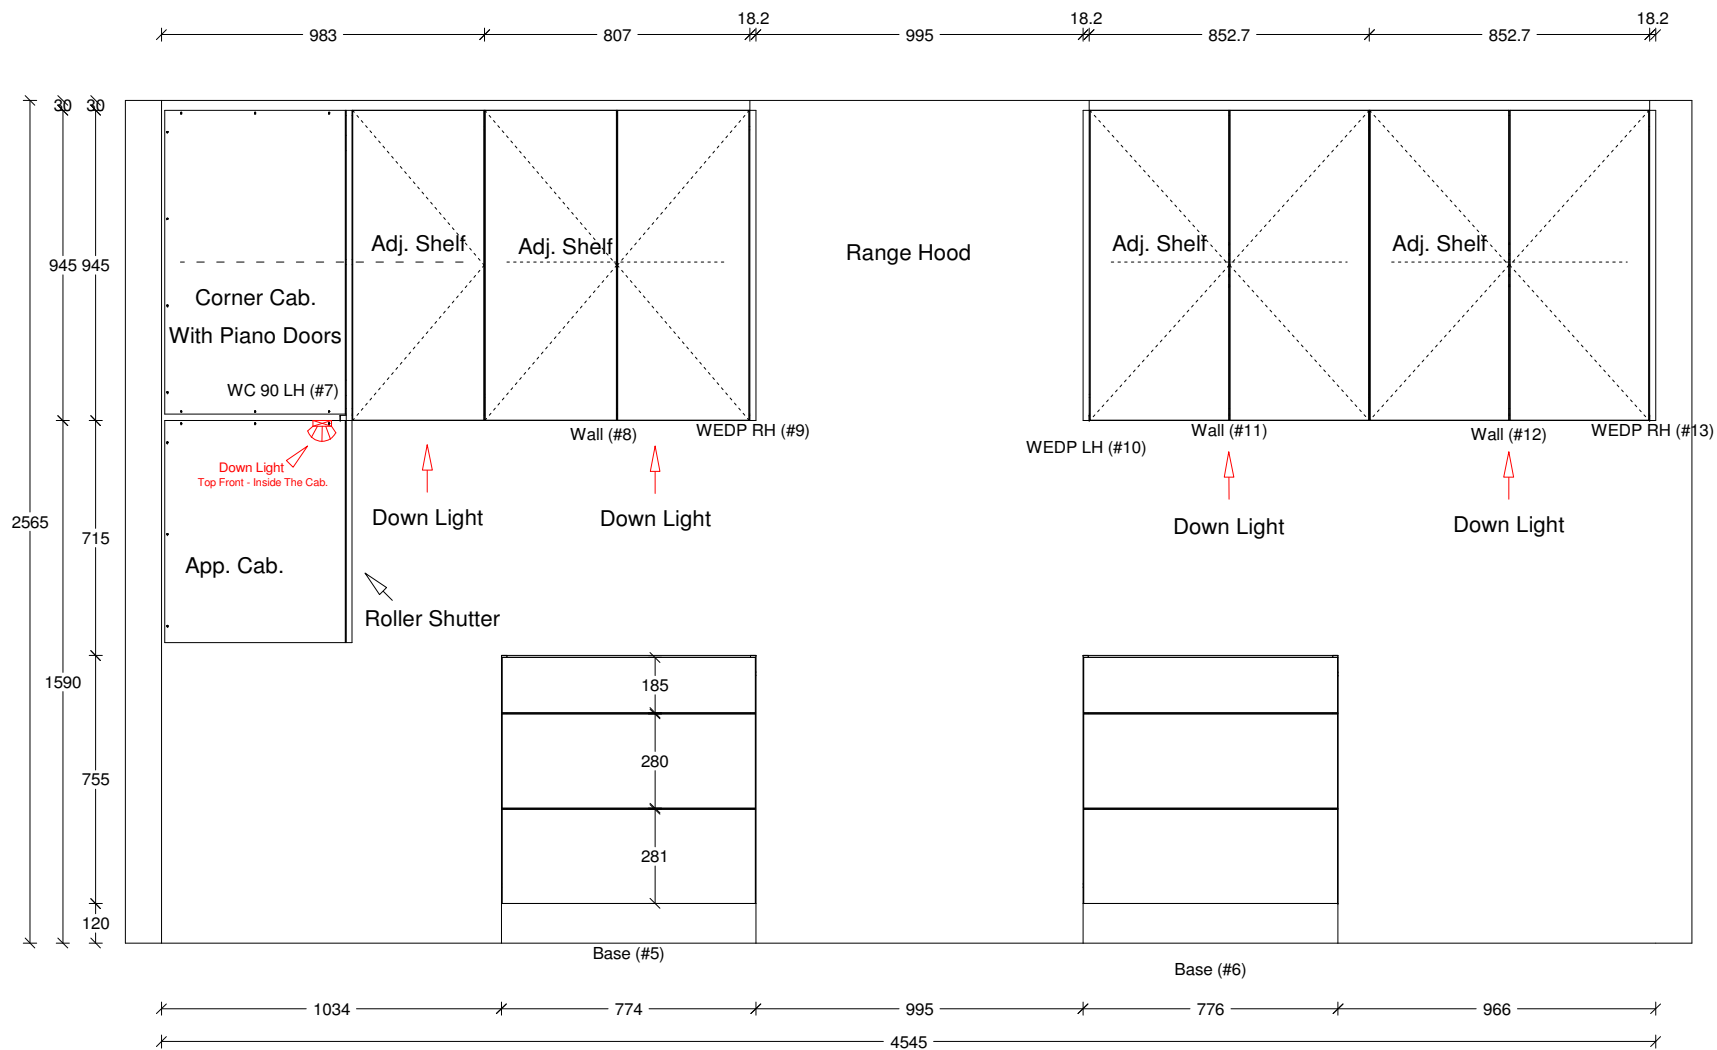 18.2 18.2 18.2
983 807 995 852.7 852.7
30 30
Adj. Shelf Adj. Shelf Range Hood Adj. Shelf Adj. Shelf
945 945
Corner Cab.
With Piano Doors
WC 90 LH (#7)
Wall (#8) WEDP RH (#9) WEDP LH (#10) Wall (#11) Wall (#12) WEDP RH (#13)
Down Light
Top Front - Inside The Cab.
Down Light Down Light Down Light Down Light
2565 715
App. Cab.
Roller Shutter
1590 185
755 280
281
120
Base (#5) Base (#6)
1034 774 995 776 966
4545